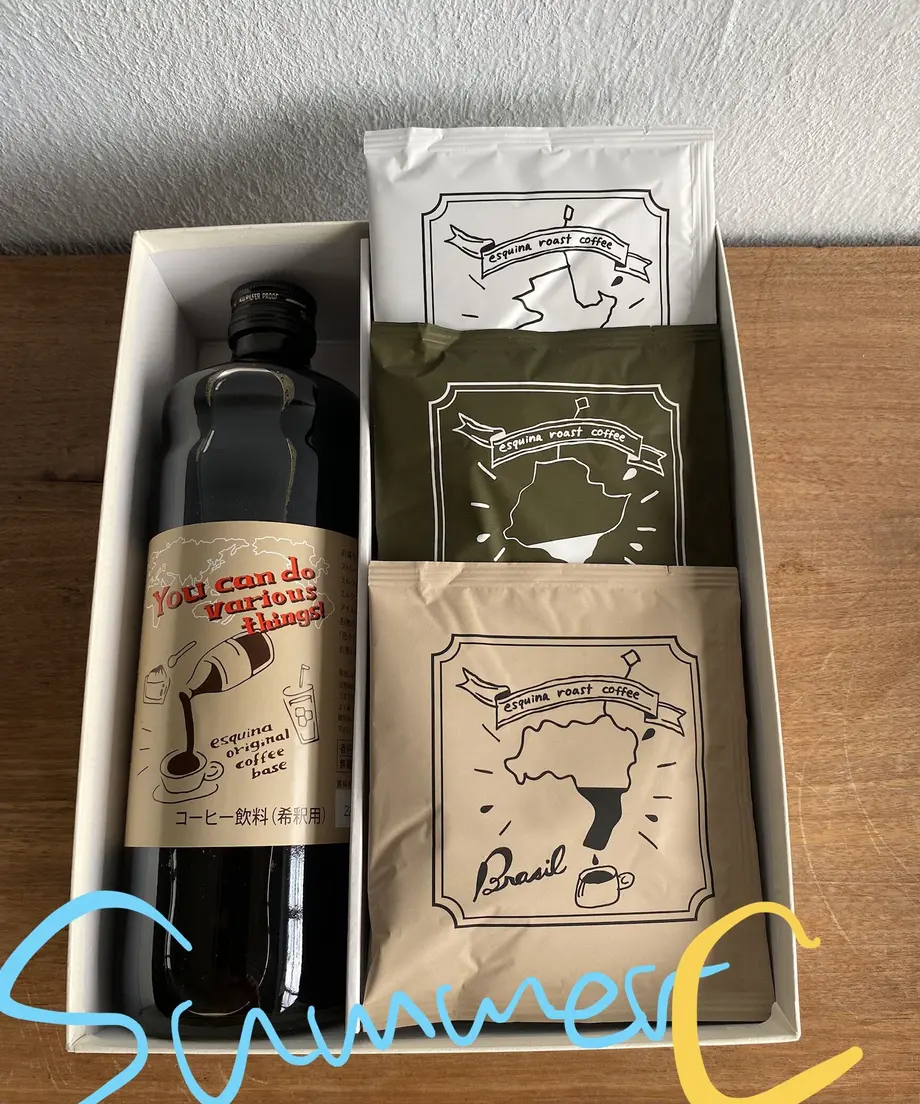 esquina roast coffee
esquina roast coffee
You can do
various
things!
esquina
original
coffee
base
コーヒー飲料(希釈用)
esquina roast coffee
Brasil
Summer C